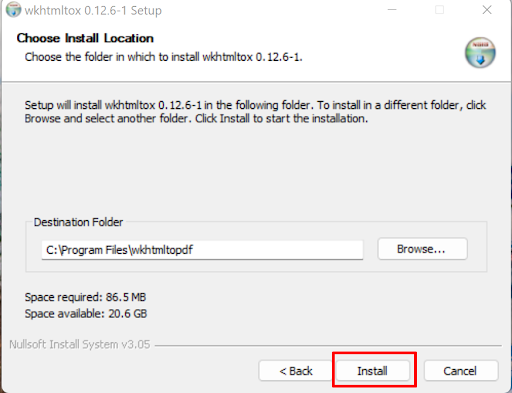 wkhtmltox 0.12.6-1 Setup
Choose Install Location
Choose the folder in which to install wkhtmltox 0.12.6-1.
Setup will install wkhtmltox 0.12.6-1 in the following folder. To install in a different folder, click
Browse and select another folder. Click Install to start the installation.
Destination Folder
C:\Program Files\wkhtmltopdf
Browse...
Space required: 86.5 MB
Space available: 20.6 GB
Nullsoft Install System v3.05
< Back
Install
Cancel